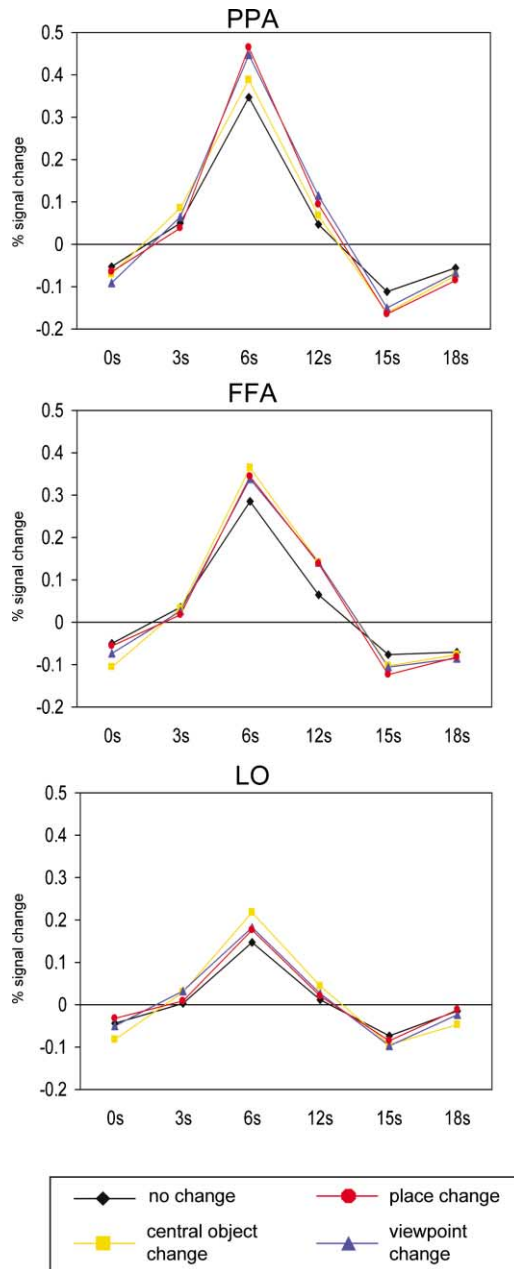 PPA
0.5
0.4
0.3
0.2
0.1
0
-0.1
-0.2
% signal change
0s 3s 6s 12s 15s 18s
FFA
0.5
0.4
0.3
0.2
0.1
0
-0.1
-0.2
% signal change
0s 3s 6s 12s 15s 18s
LO
0.5
0.4
0.3
0.2
0.1
0
-0.1
-0.2
% signal change
0s 3s 6s 12s 15s 18s
no change
place change
central object
change
viewpoint
change